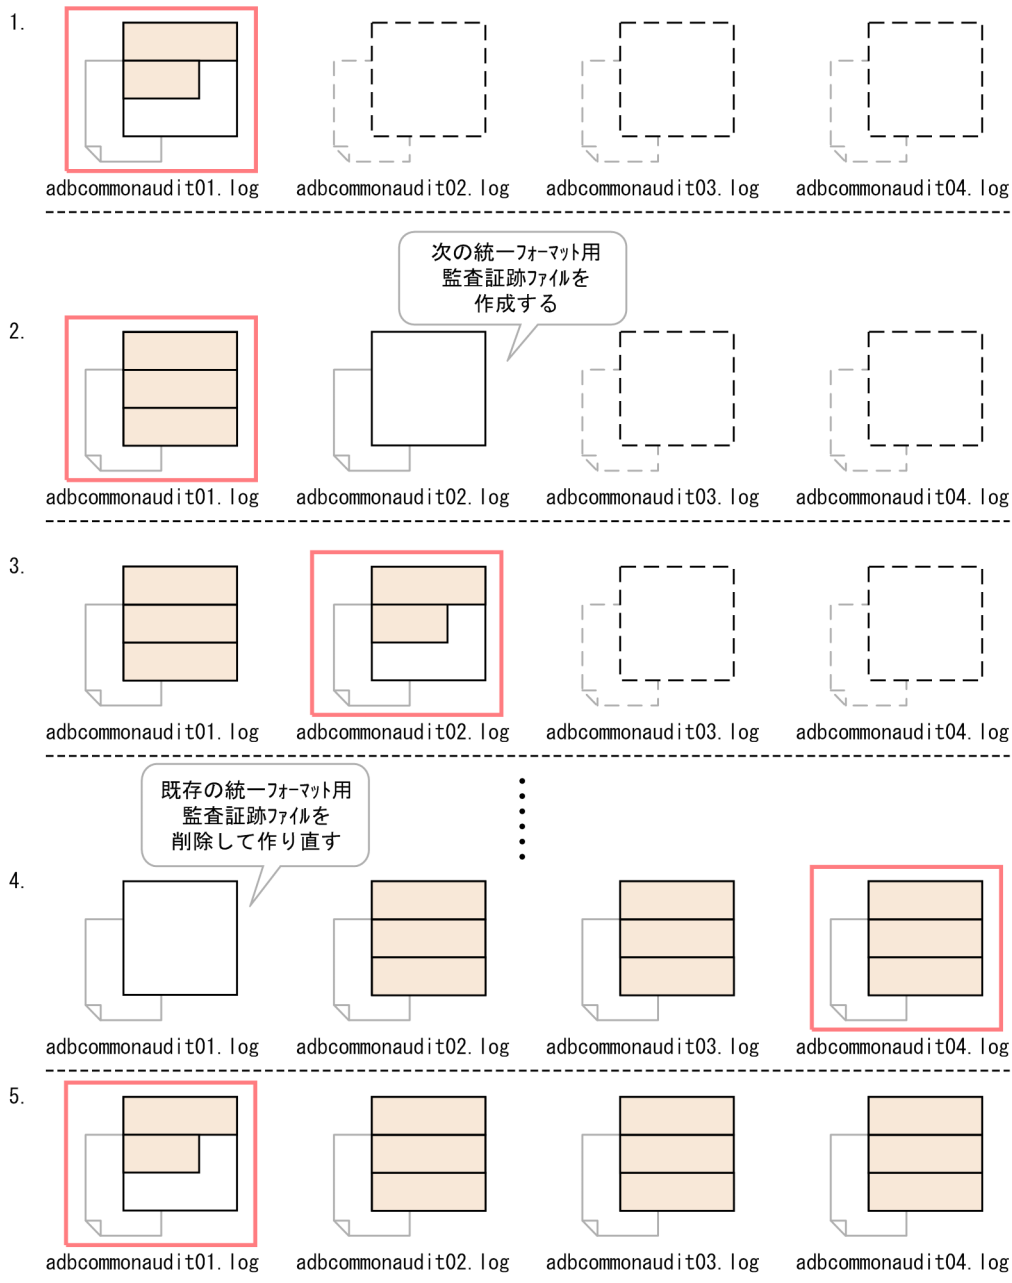 1.
adbcommonaudit01.log adbcommonaudit02.log adbcommonaudit03.log adbcommonaudit04.log
次の統一フォーマット用
監査証跡ファイルを
作成する
2.
adbcommonaudit01.log adbcommonaudit02.log adbcommonaudit03.log adbcommonaudit04.log
3.
adbcommonaudit01.log adbcommonaudit02.log adbcommonaudit03.log adbcommonaudit04.log
既存の統一フォーマット用
監査証跡ファイルを
削除して作り直す
4.
adbcommonaudit01.log adbcommonaudit02.log adbcommonaudit03.log adbcommonaudit04.log
5.
adbcommonaudit01.log adbcommonaudit02.log adbcommonaudit03.log adbcommonaudit04.log